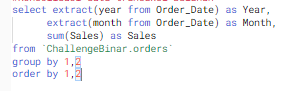 select extract(year from Order_Date) as Year,
extract(month from Order_Date) as Month,
sum(Sales) as Sales
from `ChallengeBinar.orders`
group by 1,2
order by 1,2